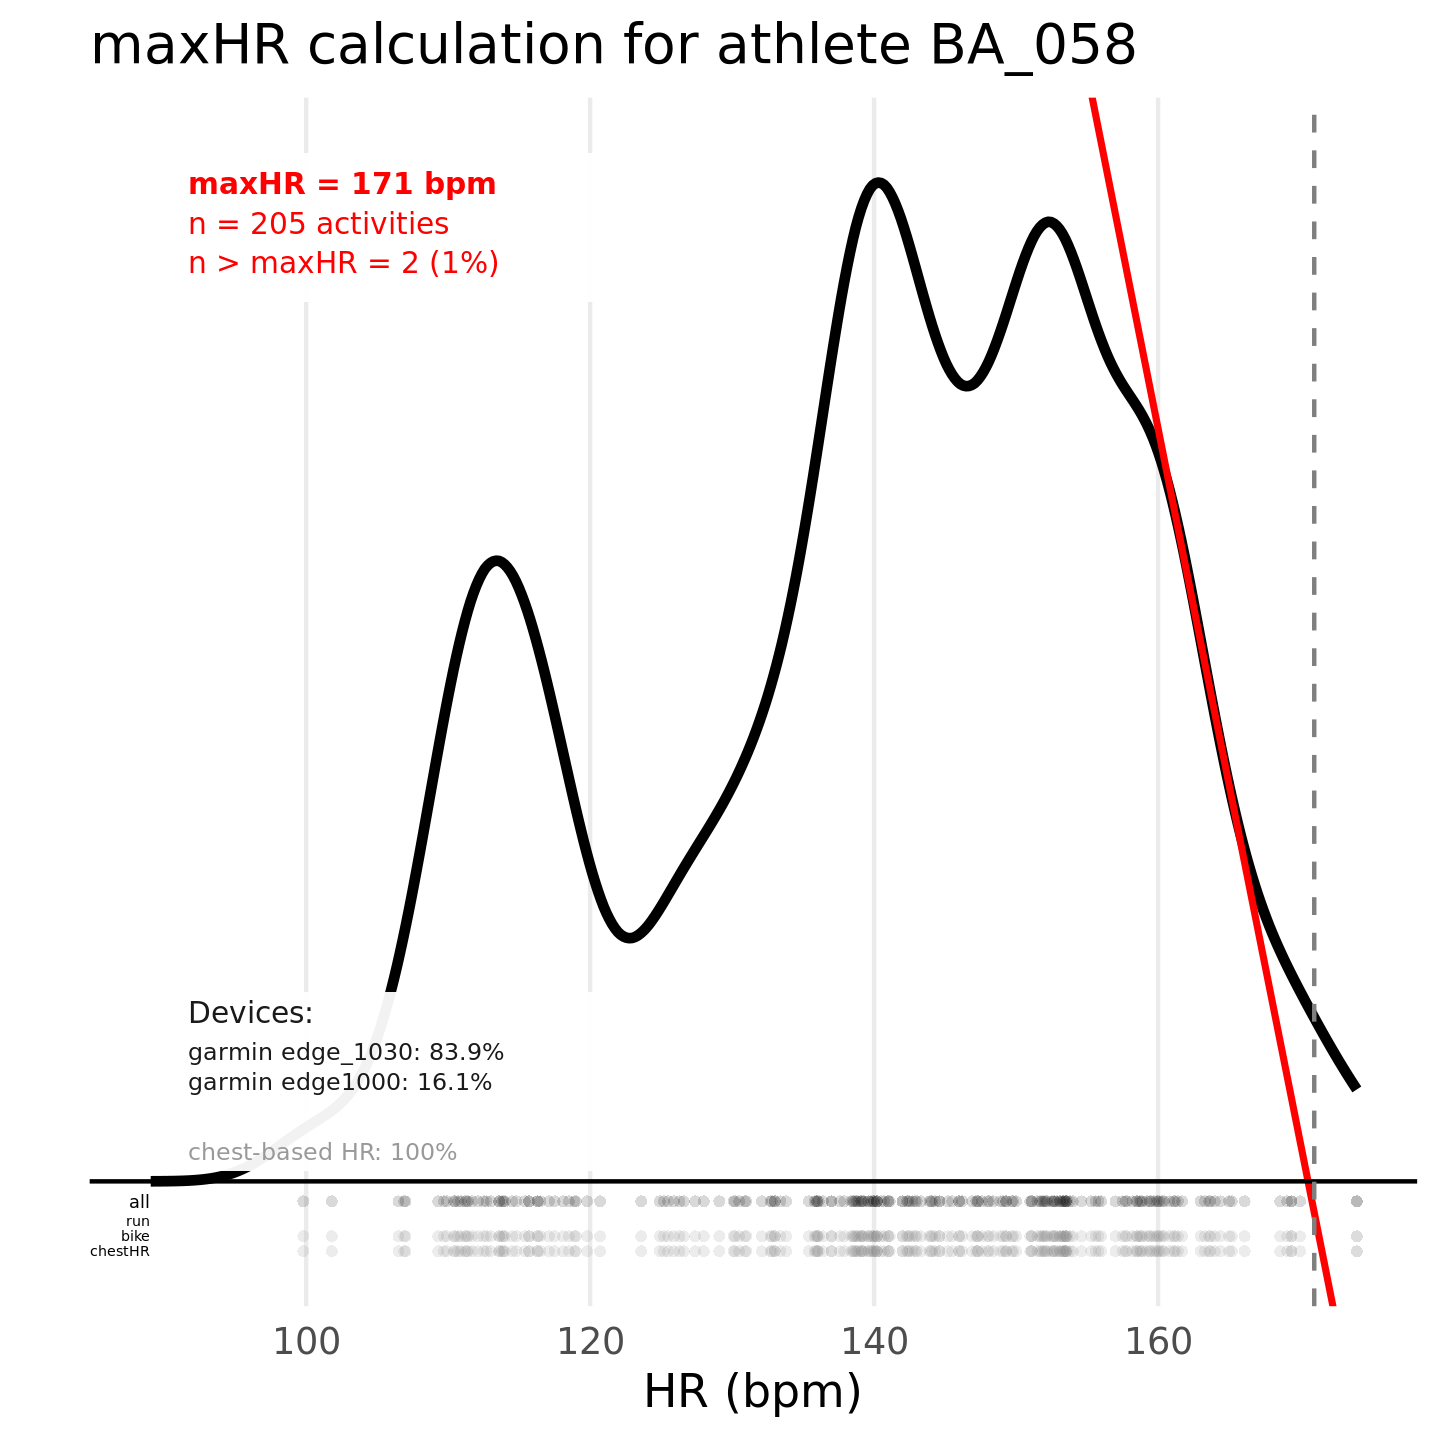 maxHR calculation for athlete BA_058
maxHR = 171 bpm
n = 205 activities
n > maxHR = 2 (1%)
Devices:
garmin edge_1030: 83.9%
garmin edge1000: 16.1%
chest-based HR: 100%
all
run
bike
chestHR
100 120 140 160
HR (bpm)